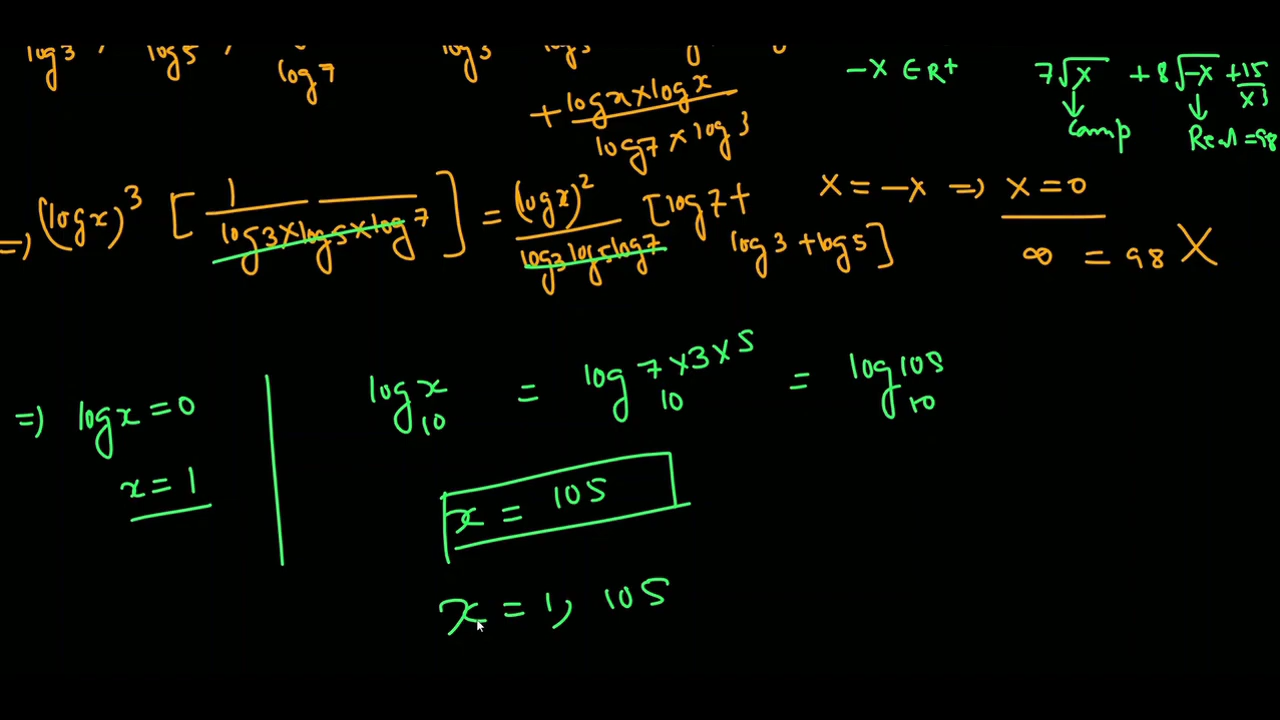 log3 , log5 , log7 log3 log5
+ logx × logx / log7 × log3
-x ∈ R+ 7√x + 8√-x + 15/x3
↓ Comp ↓ Real = 98
=> (logx)³ [ 1 / log3 × log5 × log7 ] = (logx)² / log3 log5 log7 [log7 + log3 + log5]
x = -x => x = 0
∞ = 98 X
=> logx = 0
x = 1
log₁₀ x = log₁₀ 7×3×5 = log₁₀ 105
x = 105
x = 1, 105